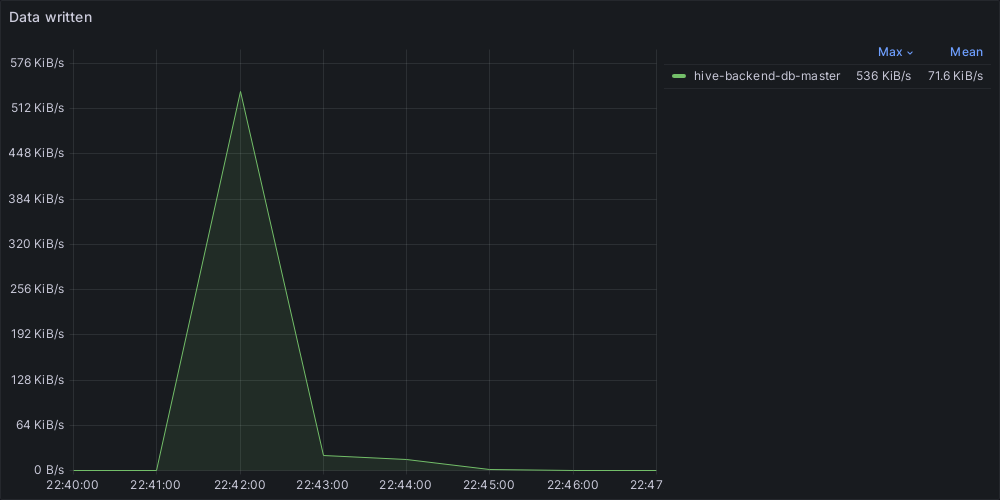 Data written
Max Mean
hive-backend-db-master 536 KiB/s 71.6 KiB/s
576 KiB/s
512 KiB/s
448 KiB/s
384 KiB/s
320 KiB/s
256 KiB/s
192 KiB/s
128 KiB/s
64 KiB/s
0 B/s
22:40:00 22:41:00 22:42:00 22:43:00 22:44:00 22:45:00 22:46:00 22:47